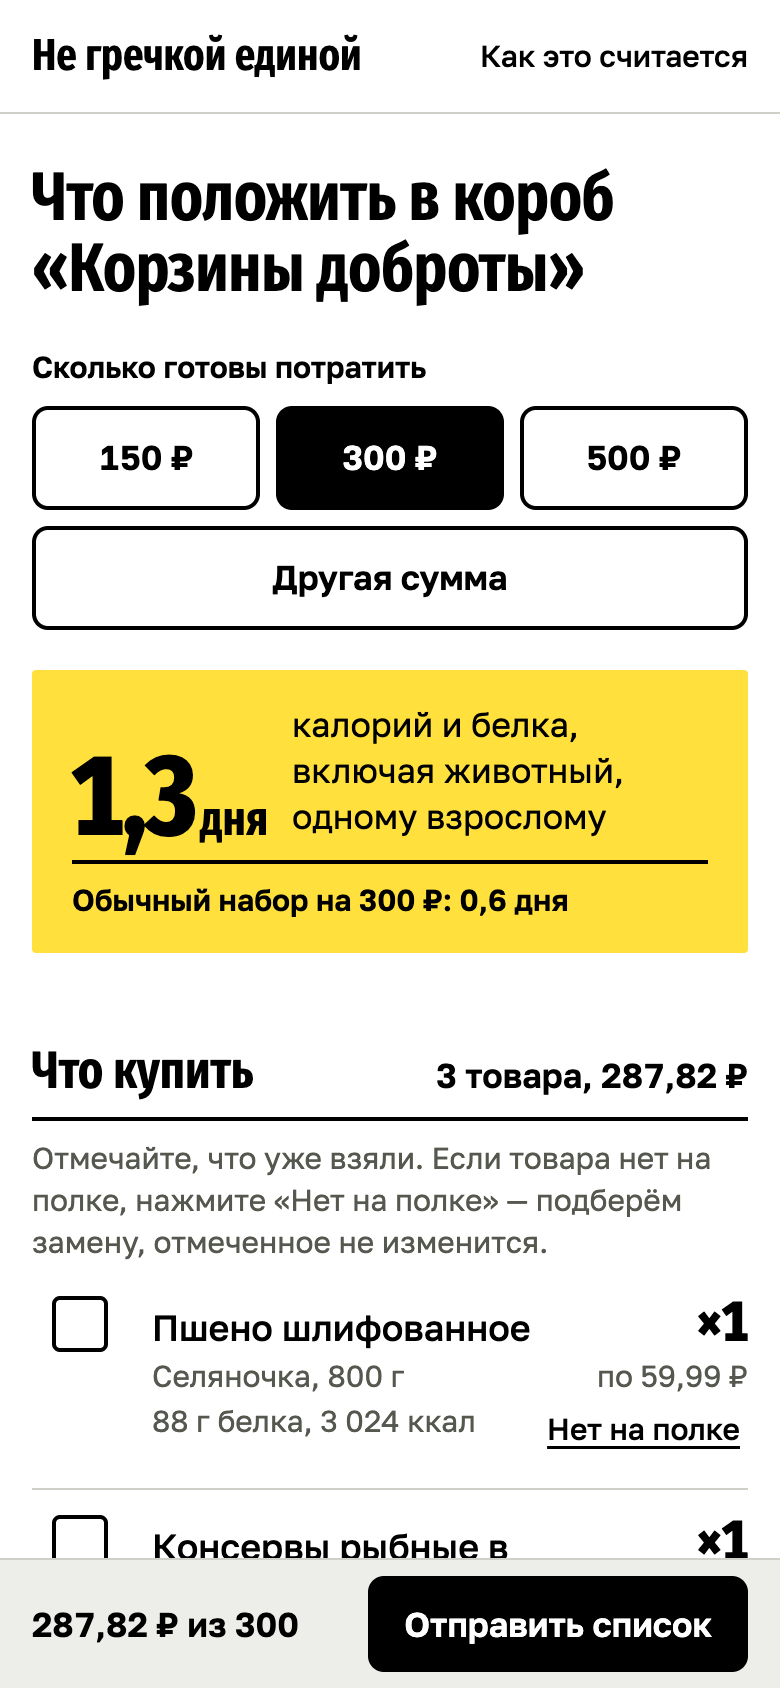 Не гречкой единой
Как это считается
Что положить в короб
«Корзины доброты»
Сколько готовы потратить
150 ₽
300 ₽
500 ₽
Другая сумма
1,3 дня
калорий и белка,
включая животный,
одному взрослому
Обычный набор на 300 ₽: 0,6 дня
Что купить
3 товара, 287,82 ₽
Отмечайте, что уже взяли. Если товара нет на
полке, нажмите «Нет на полке» — подберём
замену, отмеченное не изменится.
Пшено шлифованное
×1
Селяночка, 800 г
по 59,99 ₽
88 г белка, 3 024 ккал
Нет на полке
Консервы рыбные в
×1
287,82 ₽ из 300
Отправить список